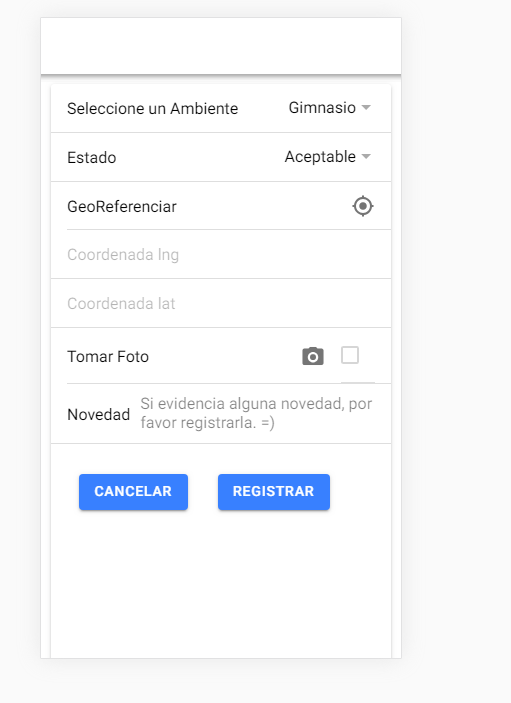 Seleccione un Ambiente Gimnasio
Estado Aceptable
GeoReferenciar
Coordenada lng
Coordenada lat
Tomar Foto
Novedad Si evidencia alguna novedad, por
favor registrarla. =)
CANCELAR REGISTRAR